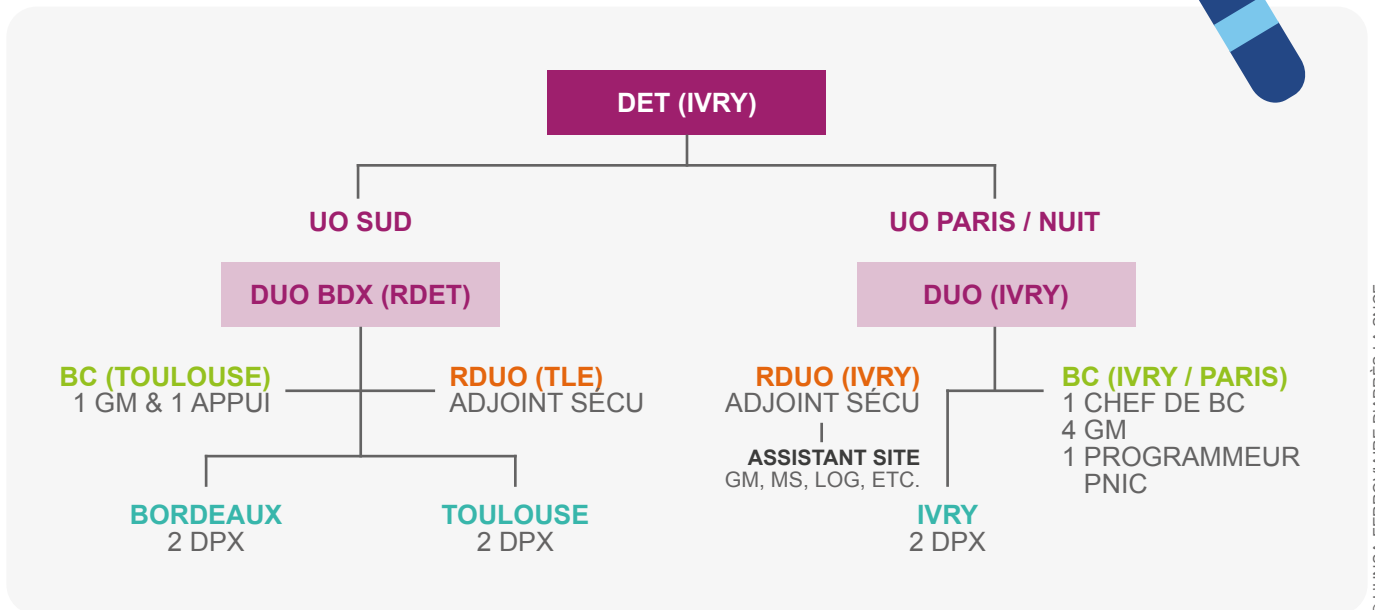 DET (IVRY)
UO SUD
UO PARIS / NUIT
DUO BDX (RDET)
DUO (IVRY)
BC (TOULOUSE)
1 GM & 1 APPUI
RDUO (TLE)
ADJOINT SÉCU
RDUO (IVRY)
ADJOINT SÉCU
ASSISTANT SITE
GM, MS, LOG, ETC.
BC (IVRY / PARIS)
1 CHEF DE BC
4 GM
1 PROGRAMMEUR
PNIC
BORDEAUX
2 DPX
TOULOUSE
2 DPX
IVRY
2 DPX